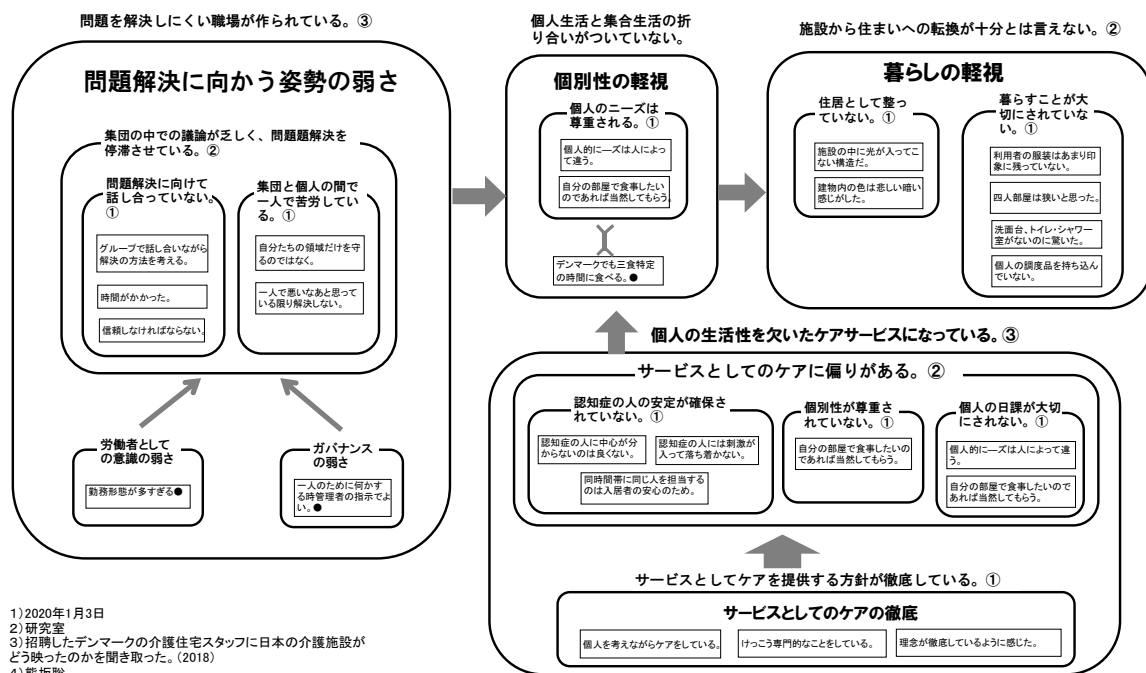 問題を解決しにくい職場が作られている。③
問題解決に向かう姿勢の弱さ
集団の中での議論が乏しく、問題題解決を
停滞させている。②
問題解決に向けて
話し合っていない。
①
グループで話し合いながら
解決の方法を考える。
時間がかかった。
信頼しなければならない。
集団と個人の間で
一人で苦労してい
る。①
自分たちの領域だけを守
るのではなく。
一人で悪いなあと思って
いる限り解決しない。
労働者として
の意識の弱さ
勤務形態が多すぎる●
ガバナンス
の弱さ
一人のために何かす
る時管理者の指示でよ
い。●
個人生活と集合生活の折
り合いがついていない。
個別性の軽視
個人のニーズは
尊重される。①
個人的に―ズは人によっ
て違う。
自分の部屋で食事したい
のであれば当然してもらう。
デンマークでも三食特定
の時間に食べる。●
施設から住まいへの転換が十分とは言えない。②
暮らしの軽視
住居として整っ
ていない。①
施設の中に光が入ってこ
ない構造だ。
建物内の色は悲しい暗い
感じがした。
暮らすことが大
切にされていな
い。①
利用者の服装はあまり印
象に残っていない。
四人部屋は狭いと思った。
洗面台、トイレ・シャワー
室がないのに驚いた。
個人の調度品を持ち込ん
でいない。
個人の生活性を欠いたケアサービスになっている。③
サービスとしてのケアに偏りがある。②
認知症の人の安定が確保さ
れていない。①
認知症の人に中心が分
からないのは良くない。
認知症の人には刺激が
入って落ち着かない。
同時間帯に同じ人を担当する
のは入居者の安心のため。
個別性が尊重さ
れていない。①
自分の部屋で食事したいの
であれば当然してもらう。
個人の日課が大切
にされない。①
個人的に―ズは人によって違
う。
自分の部屋で食事したいので
あれば当然してもらう。
サービスとしてケアを提供する方針が徹底している。①
サービスとしてのケアの徹底
個人を考えながらケアをしている。
けっこう専門的なことをしている。
理念が徹底しているように感じた。
1)2020年1月3日
2)研究室
3)招聘したデンマークの介護住宅スタッフに日本の介護施設が
どう映ったのかを聞き取った。(2018)
4)熊坂聡